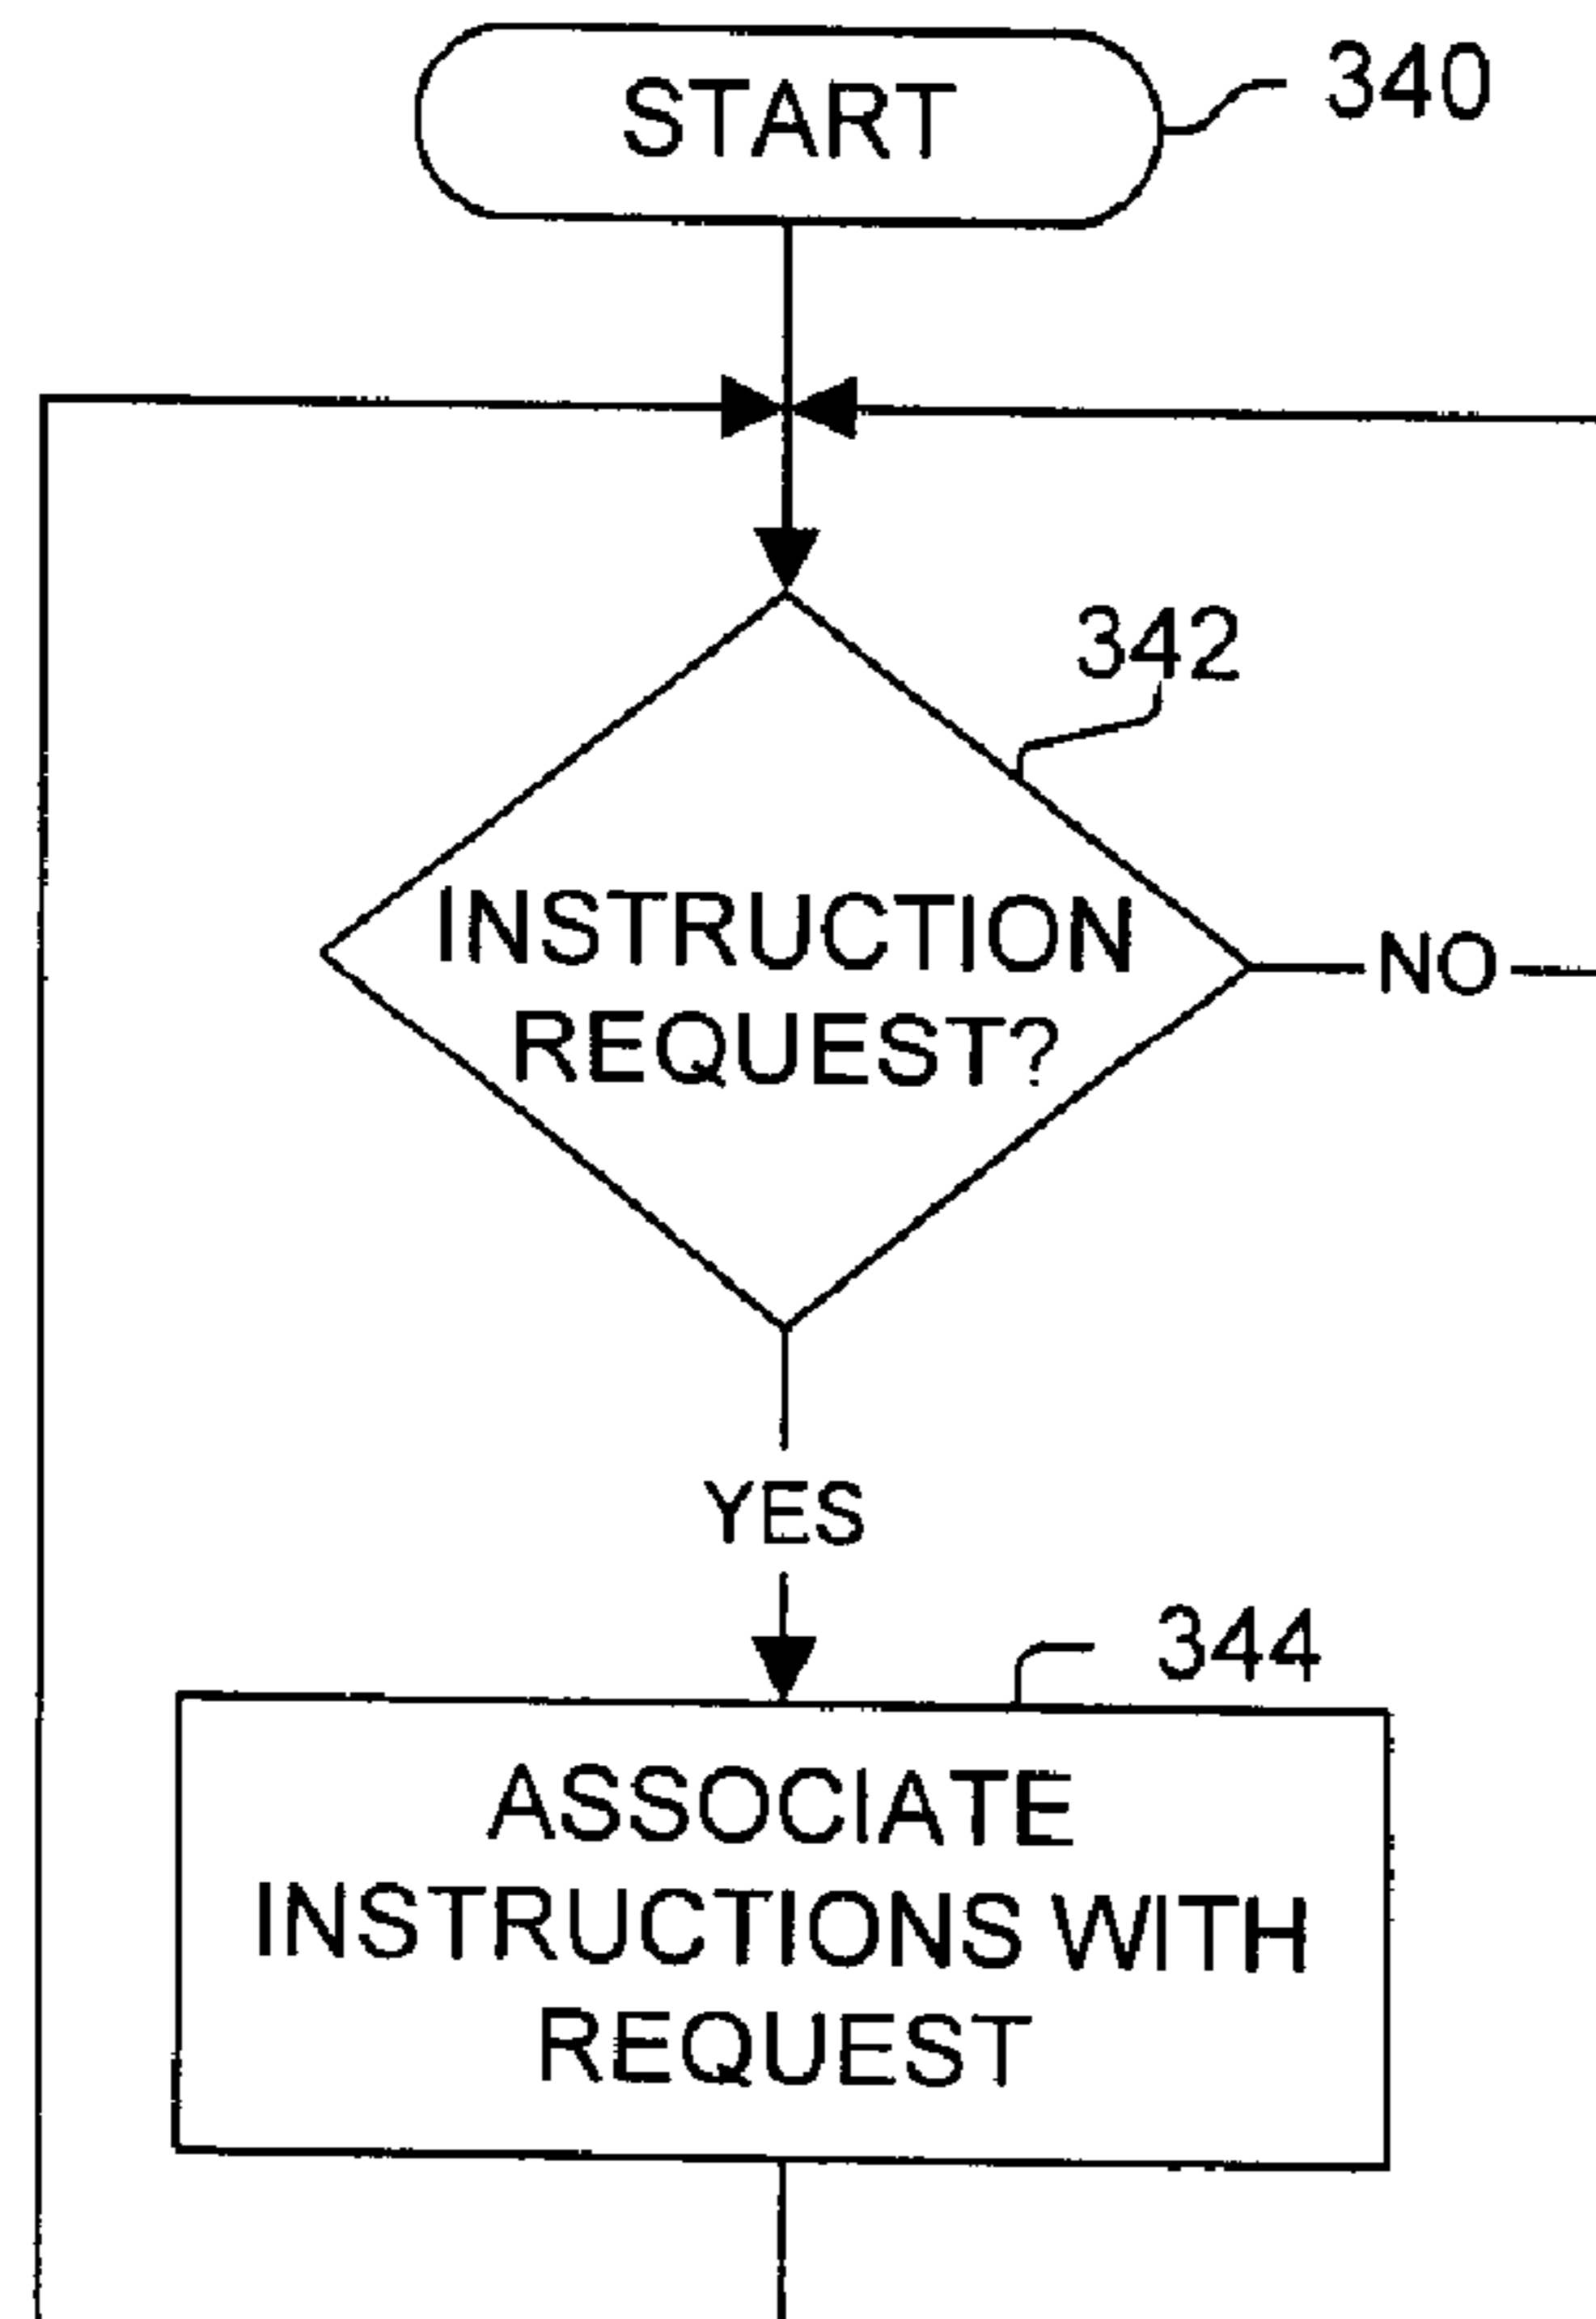 START
340
342
INSTRUCTION
REQUEST?
NO
YES
344
ASSOCIATE
INSTRUCTIONS WITH
REQUEST